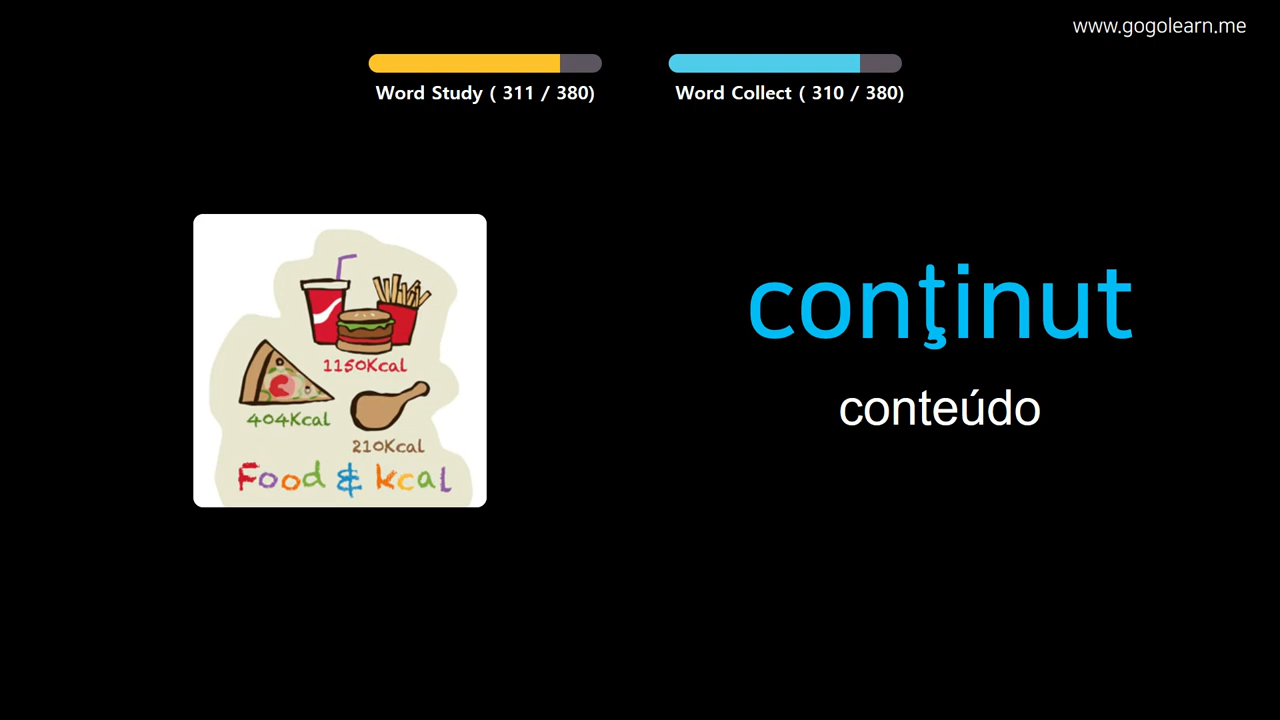 www.gogolearn.me
Word Study ( 311 / 380)
Word Collect ( 310 / 380)
1150Kcal
404Kcal
210Kcal
Food & kcal
conţinut
conteúdo